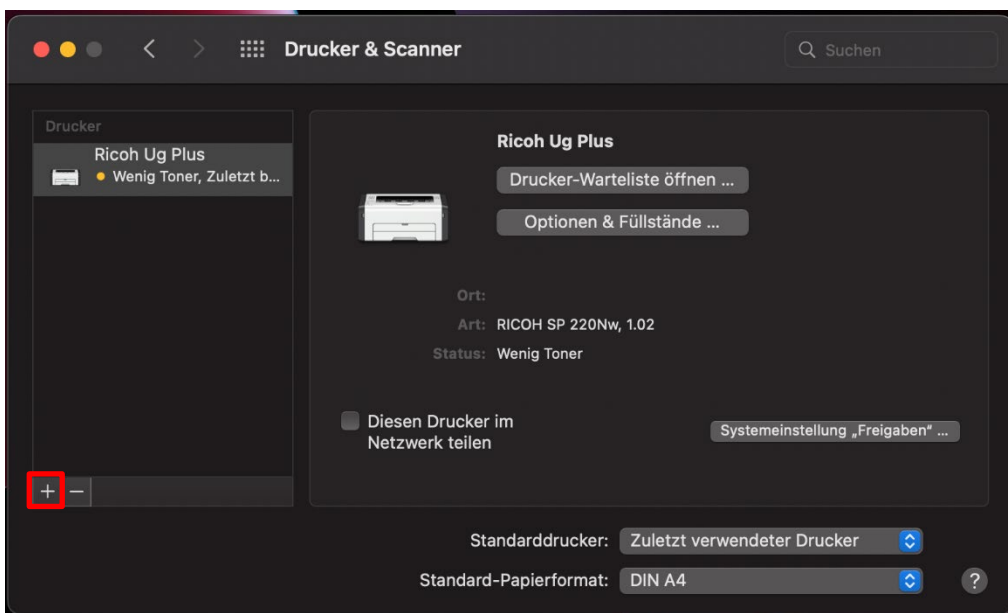 Drucker & Scanner
Suchen
Drucker
Ricoh Ug Plus
Wenig Toner, Zuletzt b...
Ricoh Ug Plus
Drucker-Warteliste öffnen ...
Optionen & Füllstände ...
Ort:
Art: RICOH SP 220Nw, 1.02
Status: Wenig Toner
Diesen Drucker im
Netzwerk teilen
Systemeinstellung „Freigaben“ ...
+ −
Standarddrucker: Zuletzt verwendeter Drucker
Standard-Papierformat: DIN A4
?